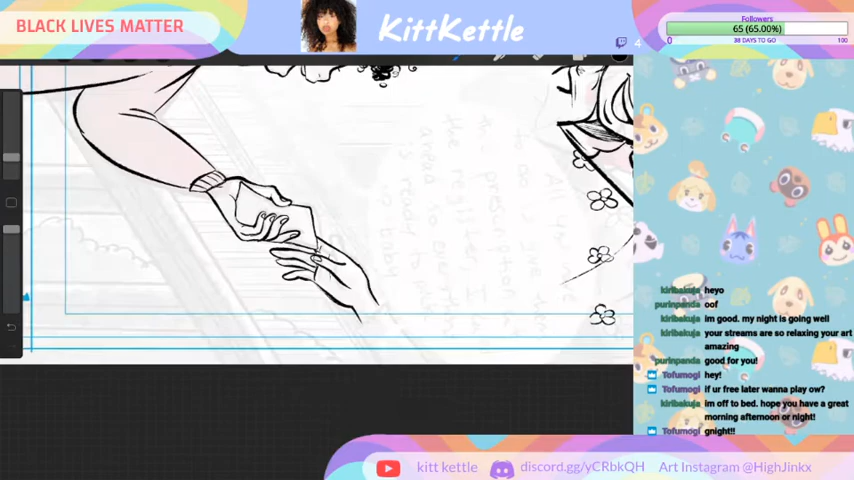 BLACK LIVES MATTER
KittKettle
4
Followers
65 (65.00%)
0
38 DAYS TO GO
100
kiribakuja heyo
purinpanda oof
kiribakuja im good. my night is going well
kiribakuja your streams are so relaxing your art
amazing
purinpanda good for you!
Tofumogi hey!
Tofumogi if ur free later wanna play ow?
kiribakuja im off to bed. hope you have a great
morning afternoon or night!
Tofumogi gnight!!
kitt kettle
discord.gg/yCRbkQH
Art Instagram @HighJinkx